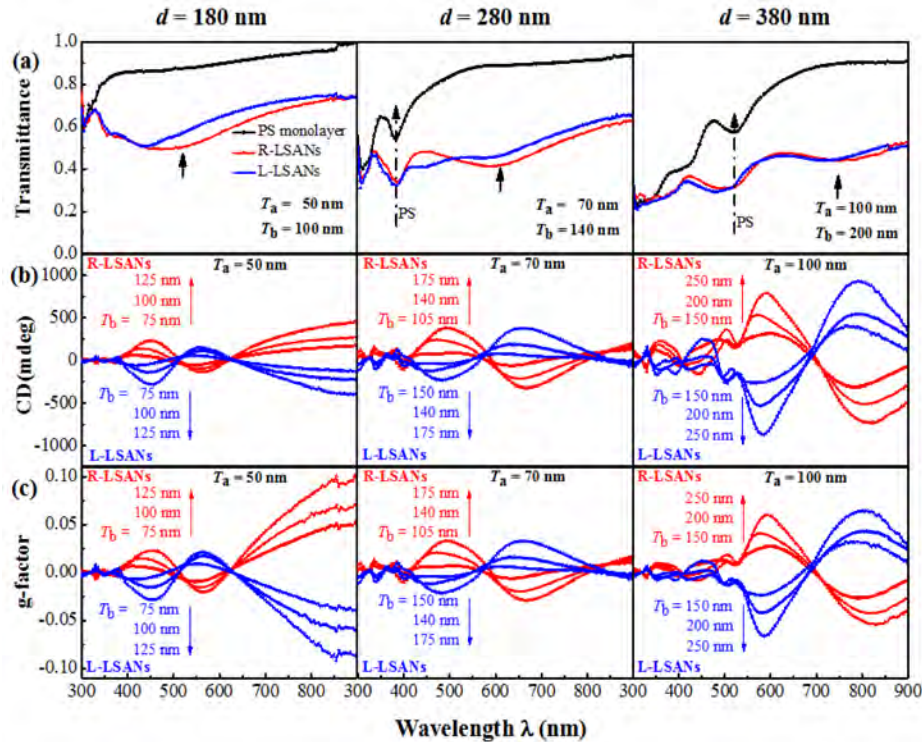 d = 180 nm d = 280 nm d = 380 nm
(a)
Transmittance
1.0
0.8
0.6
0.4
0.2
0.0
PS monolayer
R-LSANs
L-LSANs
Ta = 50 nm
Tb = 100 nm
PS
Ta = 70 nm
Tb = 140 nm
PS
Ta = 100 nm
Tb = 200 nm
(b)
CD (mdeg)
1000
500
0
-500
-1000
R-LSANs Ta = 50 nm
125 nm
100 nm
Tb = 75 nm
Tb = 75 nm
100 nm
125 nm
L-LSANs
R-LSANs Ta = 70 nm
175 nm
140 nm
Tb = 105 nm
Tb = 150 nm
140 nm
175 nm
L-LSANs
R-LSANs Ta = 100 nm
250 nm
200 nm
Tb = 150 nm
Tb = 150 nm
200 nm
250 nm
L-LSANs
(c)
g-factor
0.10
0.05
0.00
-0.05
-0.10
R-LSANs Ta = 50 nm
125 nm
100 nm
Tb = 75 nm
Tb = 75 nm
100 nm
125 nm
L-LSANs
R-LSANs Ta = 70 nm
175 nm
140 nm
Tb = 105 nm
Tb = 150 nm
140 nm
175 nm
L-LSANs
R-LSANs Ta = 100 nm
250 nm
200 nm
Tb = 150 nm
Tb = 150 nm
200 nm
250 nm
L-LSANs
300 400 500 600 700 800 300 400 500 600 700 800 300 400 500 600 700 800 900
Wavelength λ (nm)